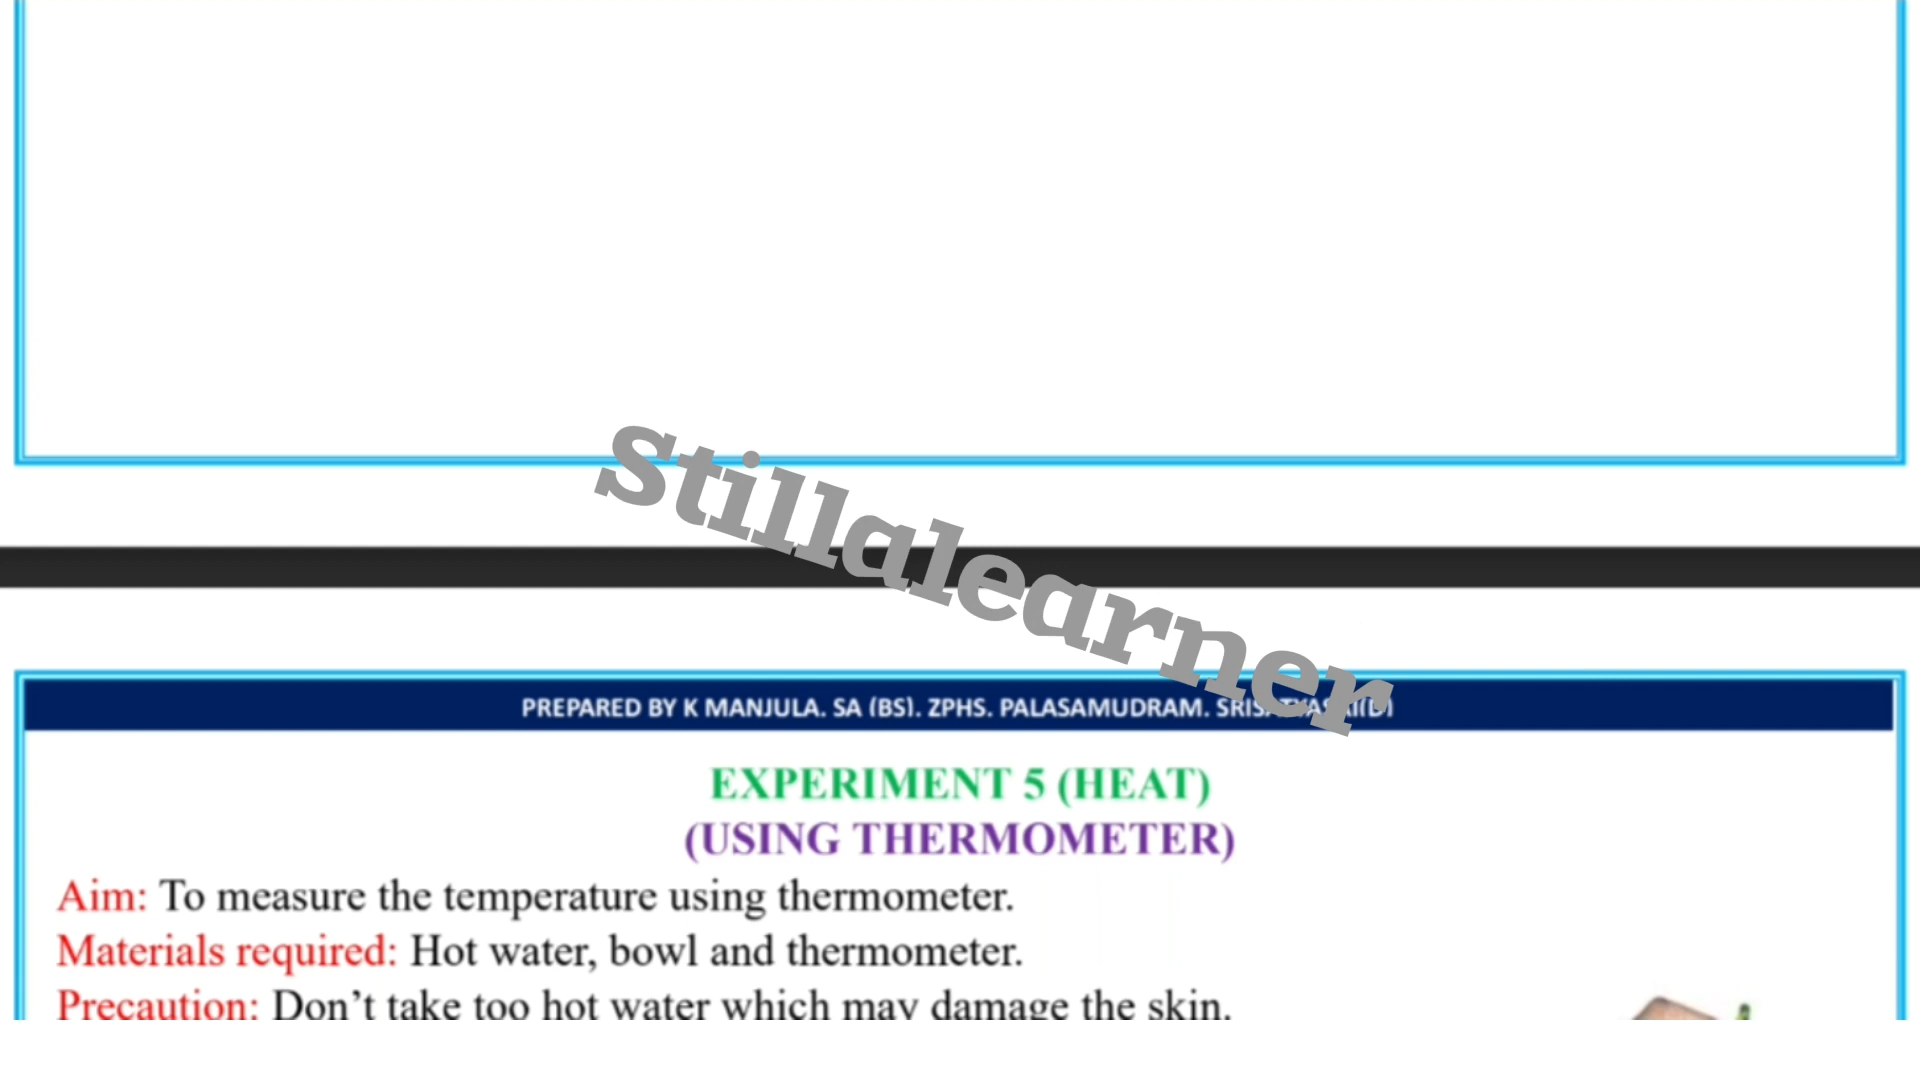 Stillalearner
PREPARED BY K MANJULA. SA (BS). ZPHS. PALASAMUDRAM.
EXPERIMENT 5 (HEAT)
(USING THERMOMETER)
Aim: To measure the temperature using thermometer.
Materials required: Hot water, bowl and thermometer.
Precaution: Don’t take too hot water which may damage the skin.